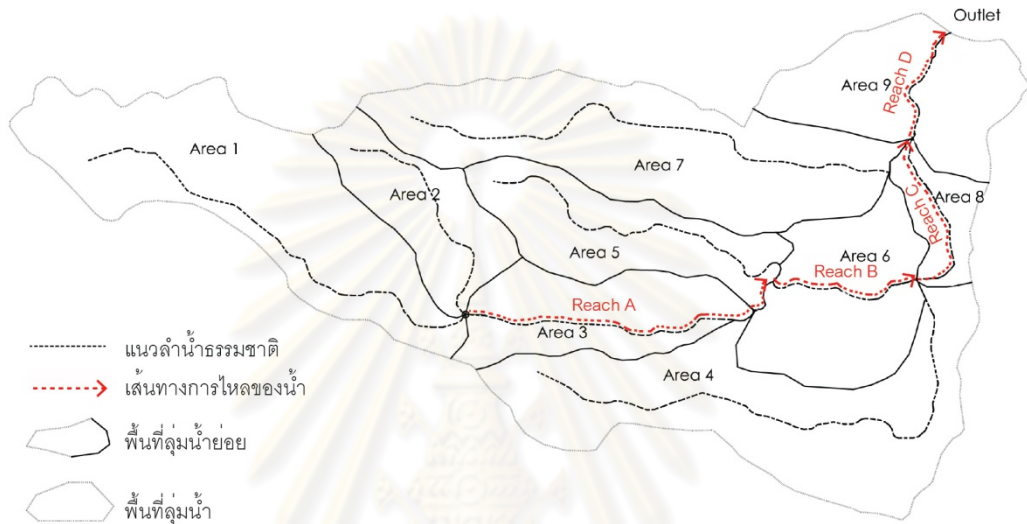 Outlet
Reach D
Area 9
Area 1
Area 7
Area 2
Area 8
Reach C
Area 5
Area 6
Reach B
Reach A
Area 3
Area 4
แนวลำน้ำธรรมชาติ
เส้นทางการไหลของน้ำ
พื้นที่ลุ่มน้ำย่อย
พื้นที่ลุ่มน้ำ